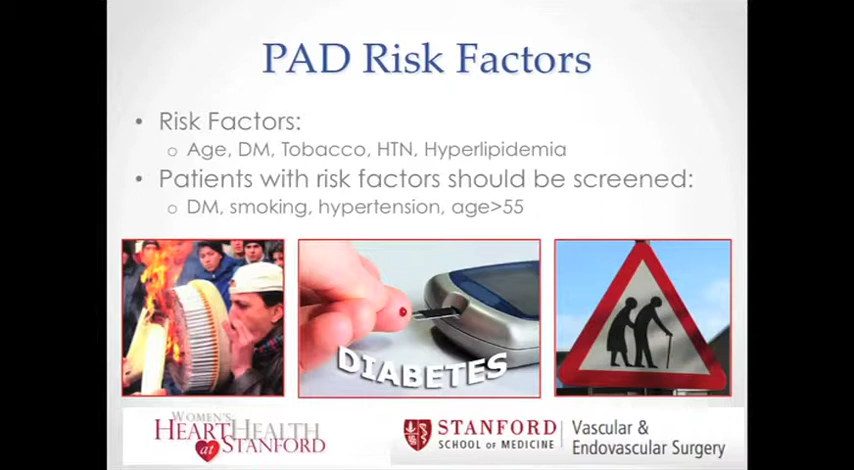 PAD Risk Factors
• Risk Factors:
o Age, DM, Tobacco, HTN, Hyperlipidemia
• Patients with risk factors should be screened:
o DM, smoking, hypertension, age>55
DIABETES
WOMEN'S
HEART HEALTH
at STANFORD
STANFORD
SCHOOL OF MEDICINE
Vascular &
Endovascular Surgery